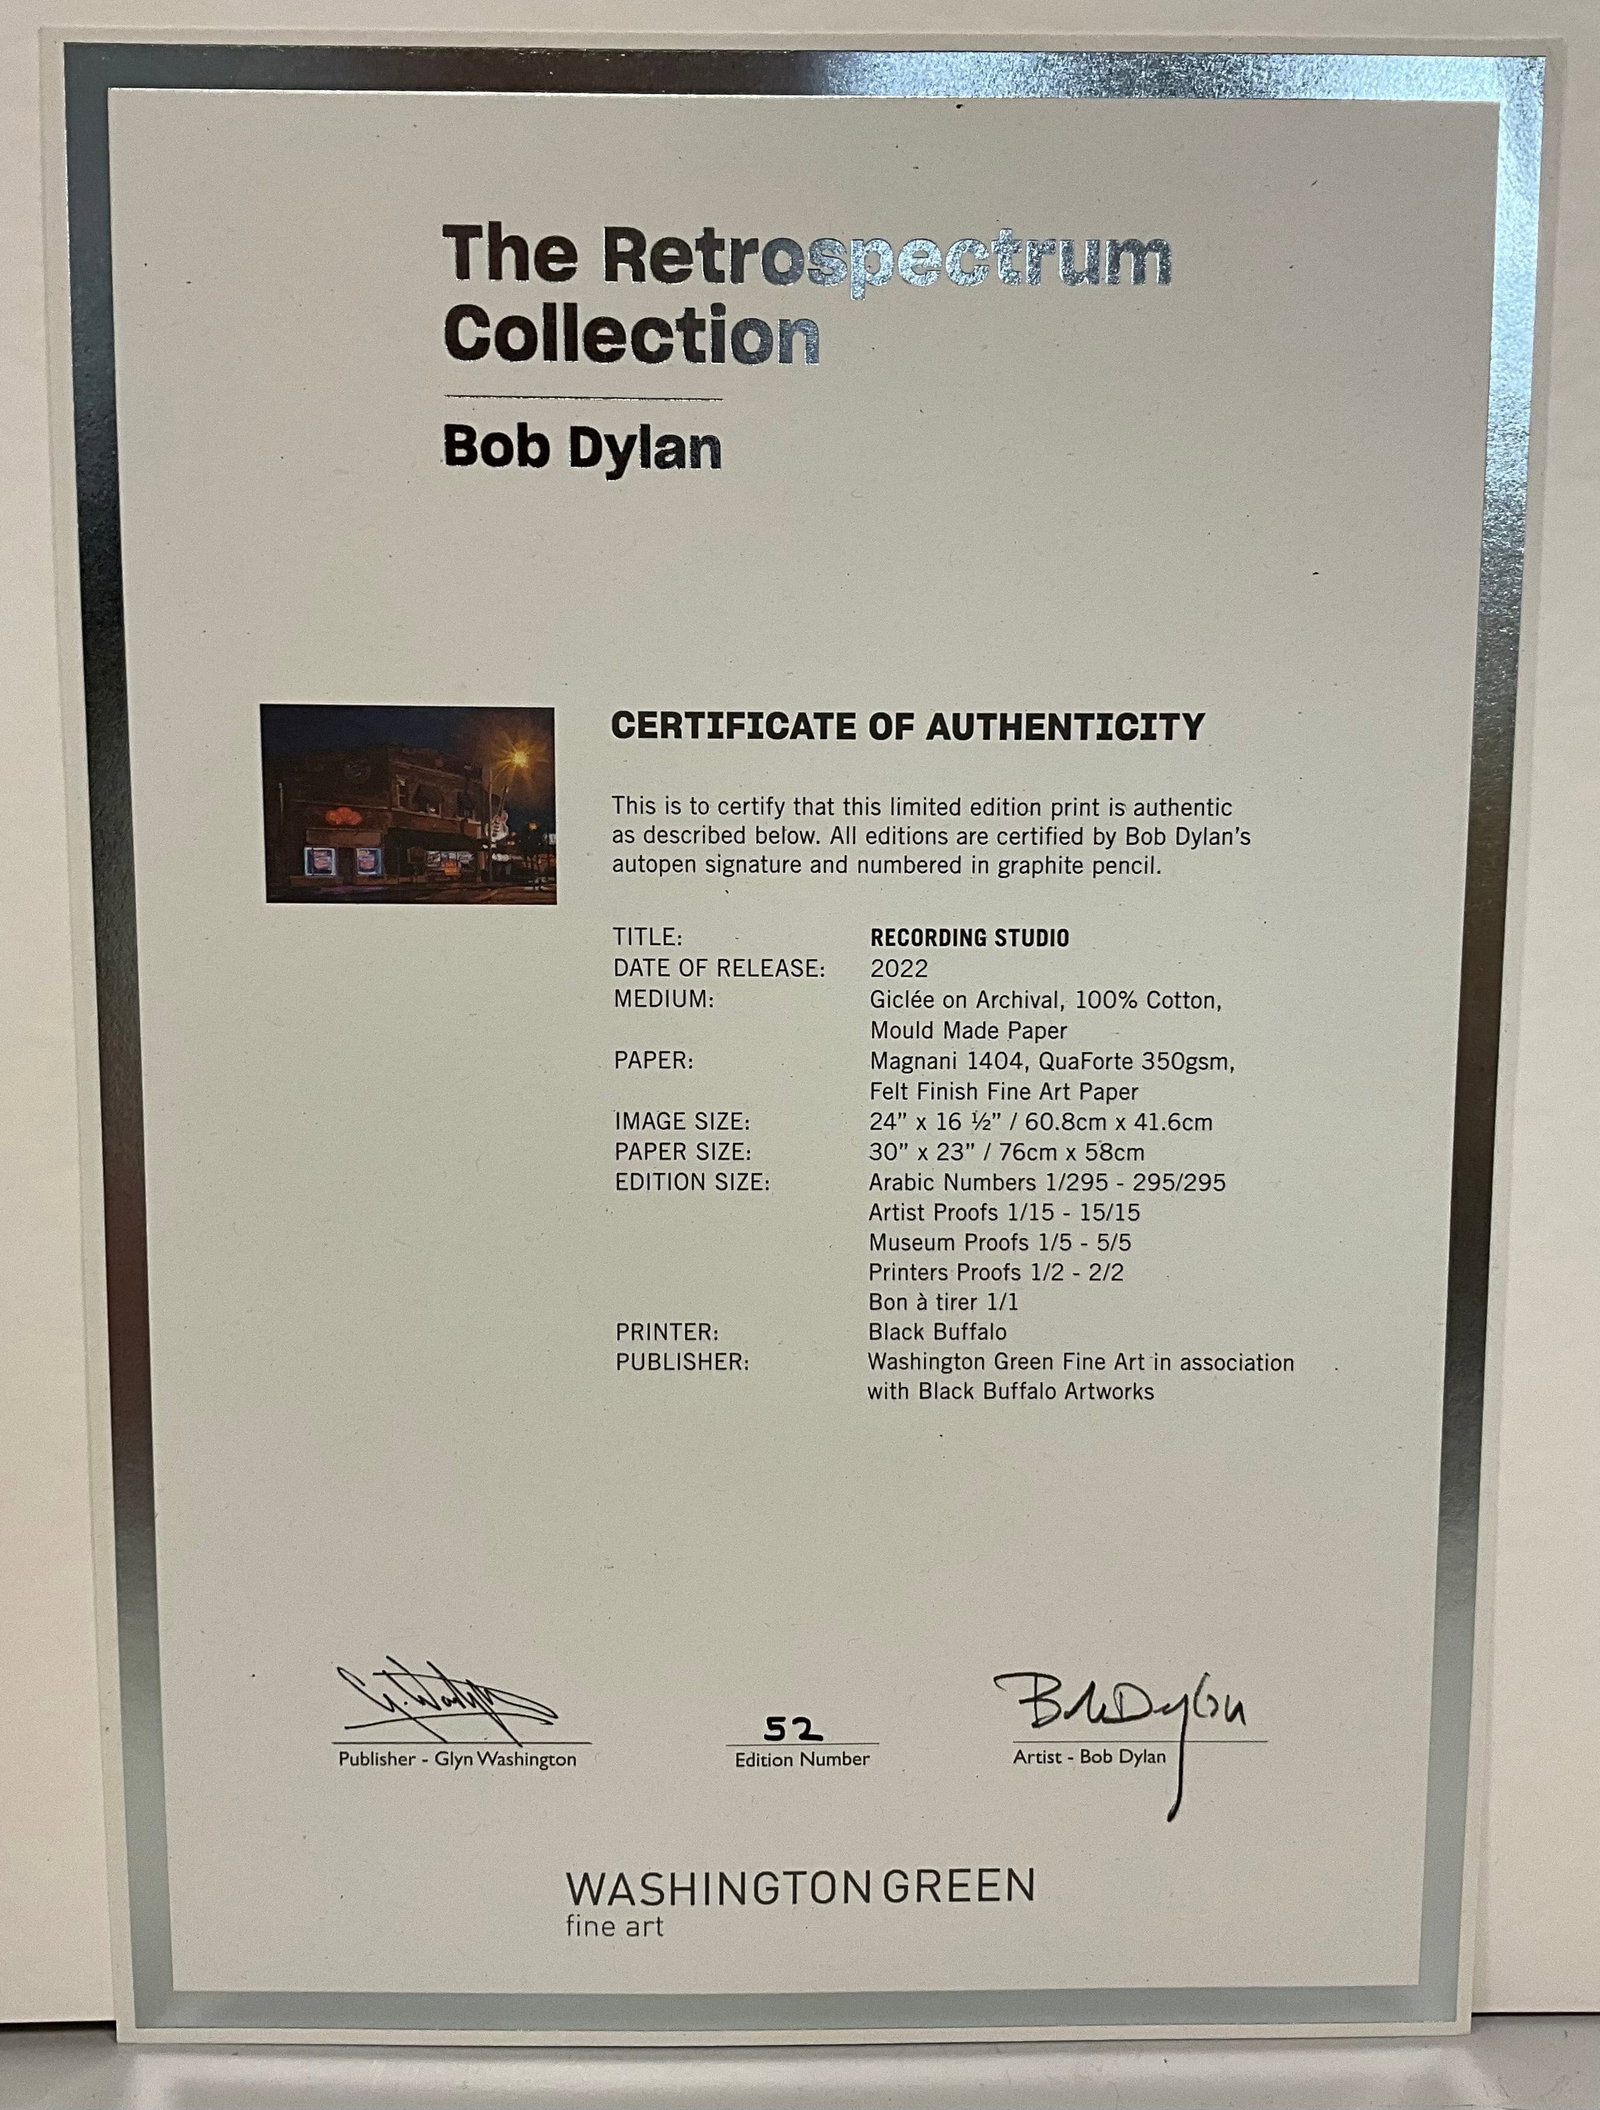 The Retrospectrum
Collection
Bob Dylan
CERTIFICATE OF AUTHENTICITY
This is to certify that this limited edition print is authentic
as described below. All editions are certified by Bob Dylan's
autopen signature and numbered in graphite pencil.
TITLE: RECORDING STUDIO
DATE OF RELEASE: 2022
MEDIUM: Giclée on Archival, 100% Cotton,
Mould Made Paper
PAPER: Magnani 1404, QuaForte 350gsm,
Felt Finish Fine Art Paper
IMAGE SIZE: 24” x 16 ½” / 60.8cm x 41.6cm
PAPER SIZE: 30” x 23” / 76cm x 58cm
EDITION SIZE: Arabic Numbers 1/295 - 295/295
Artist Proofs 1/15 - 15/15
Museum Proofs 1/5 - 5/5
Printers Proofs 1/2 - 2/2
Bon à tirer 1/1
PRINTER: Black Buffalo
PUBLISHER: Washington Green Fine Art in association
with Black Buffalo Artworks
52
Bob Dylan
Publisher - Glyn Washington
Edition Number
Artist - Bob Dylan
WASHINGTON GREEN
fine art